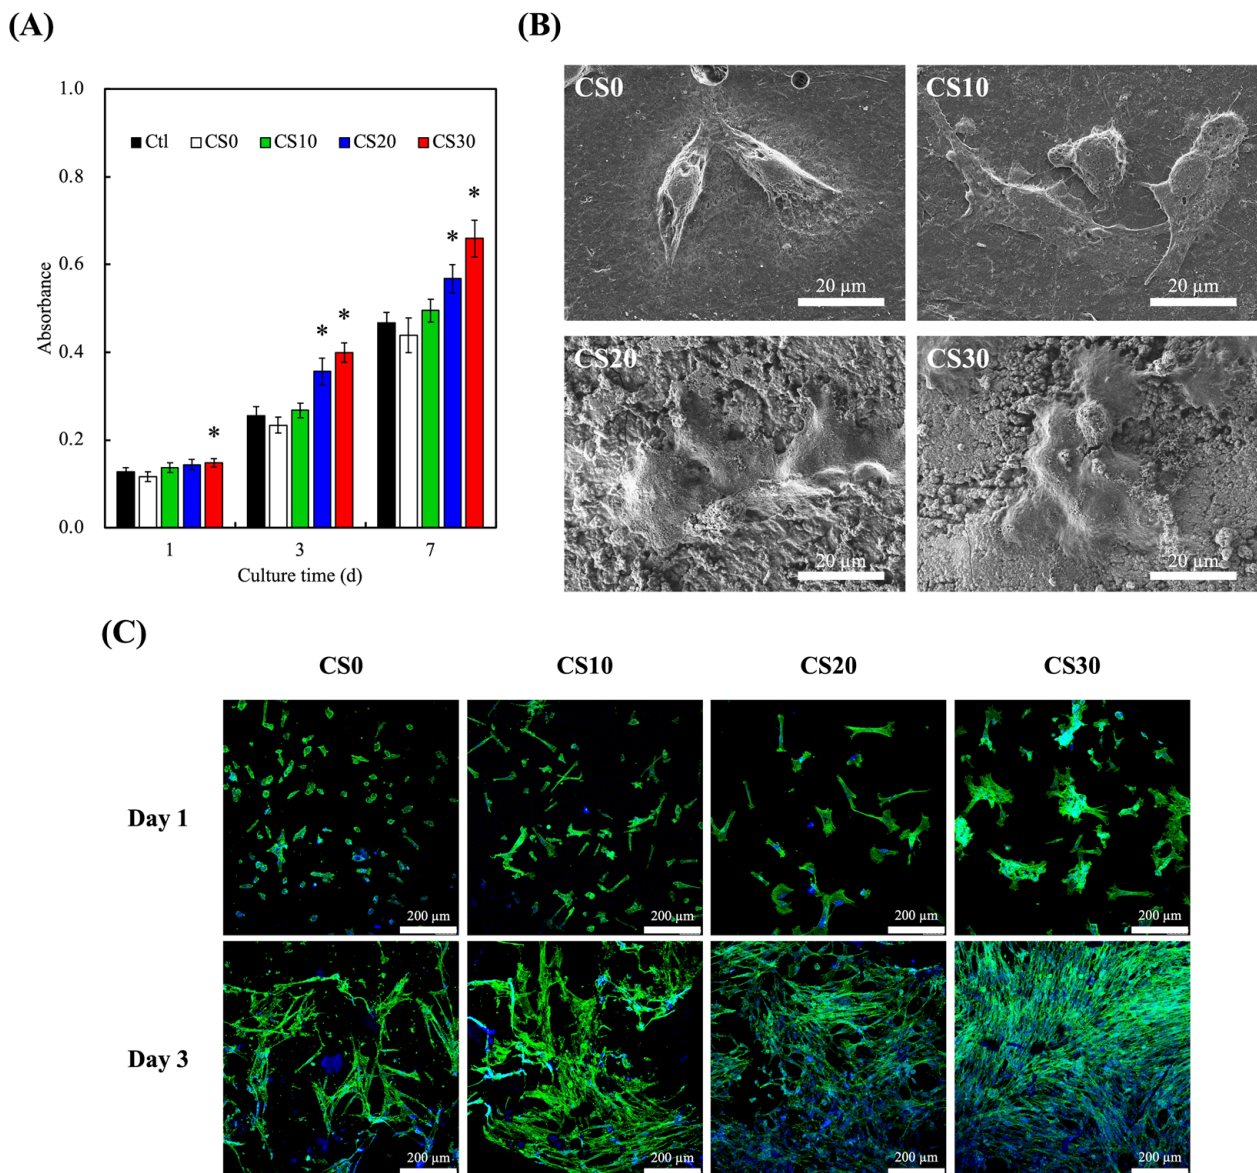 (A)
1.0
0.8
0.6
0.4
0.2
0.0
Absorbance
Ctl CS0 CS10 CS20 CS30
*
* *
* *
1 3 7
Culture time (d)
(B)
CS0 CS10
20 µm 20 µm
CS20 CS30
20 µm 20 µm
(C)
CS0 CS10 CS20 CS30
Day 1
200 µm 200 µm 200 µm 200 µm
Day 3
200 µm 200 µm 200 µm 200 µm